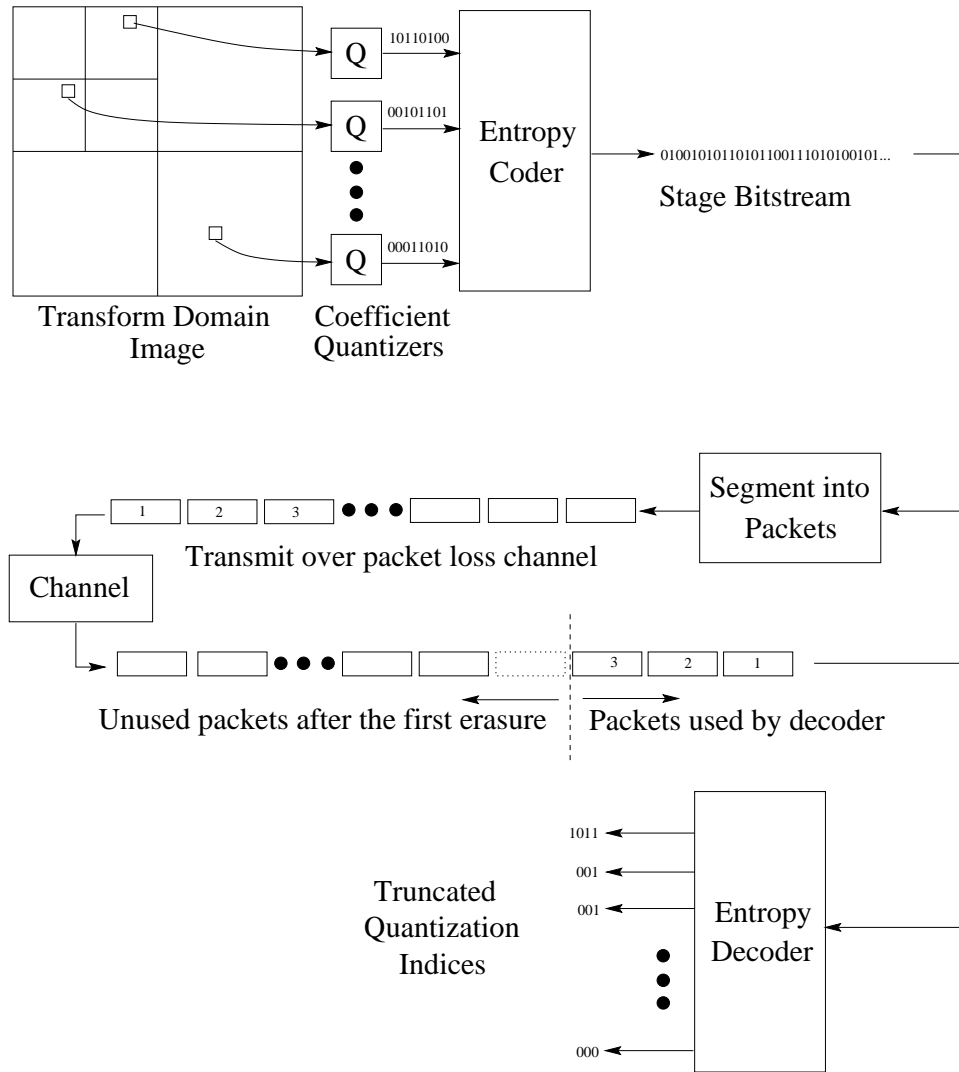 Q
10110100
Q
00101101
Q
00011010
Entropy
Coder
01001010110101100111010100101...
Stage Bitstream
Transform Domain
Image
Coefficient
Quantizers
1 2 3
Segment into
Packets
Transmit over packet loss channel
Channel
3 2 1
Unused packets after the first erasure
Packets used by decoder
1011
001
001
000
Truncated
Quantization
Indices
Entropy
Decoder